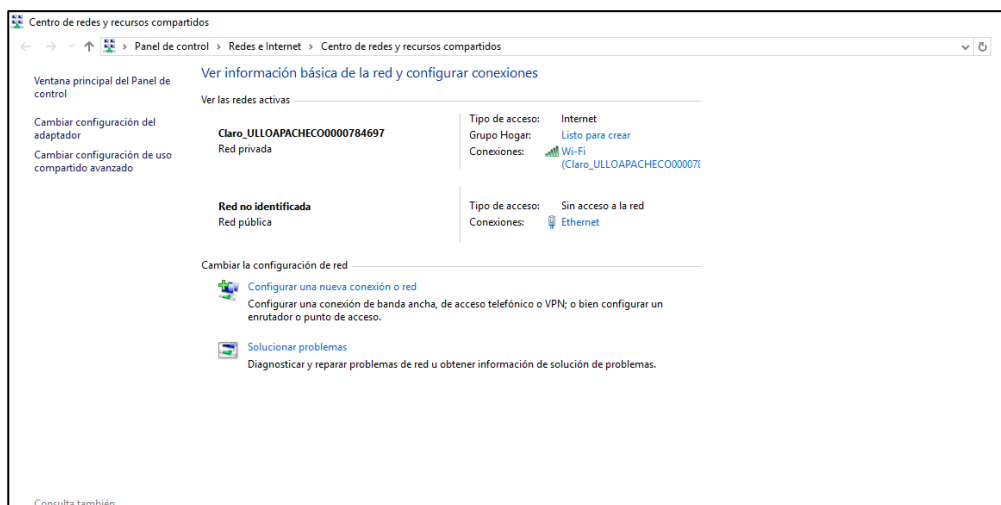 Centro de redes y recursos compartidos
Panel de control > Redes e Internet > Centro de redes y recursos compartidos
Ventana principal del Panel de
control
Cambiar configuración del
adaptador
Cambiar configuración de uso
compartido avanzado
Ver información básica de la red y configurar conexiones
Ver las redes activas
Claro_ULLOAPACHECO0000784697
Red privada
Tipo de acceso: Internet
Grupo Hogar: Listo para crear
Conexiones: Wi-Fi
(Claro_ULLOAPACHECO000078
Red no identificada
Red pública
Tipo de acceso: Sin acceso a la red
Conexiones: Ethernet
Cambiar la configuración de red
Configurar una nueva conexión o red
Configurar una conexión de banda ancha, de acceso telefónico o VPN; o bien configurar un
enrutador o punto de acceso.
Solucionar problemas
Diagnosticar y reparar problemas de red u obtener información de solución de problemas.
Consulta también